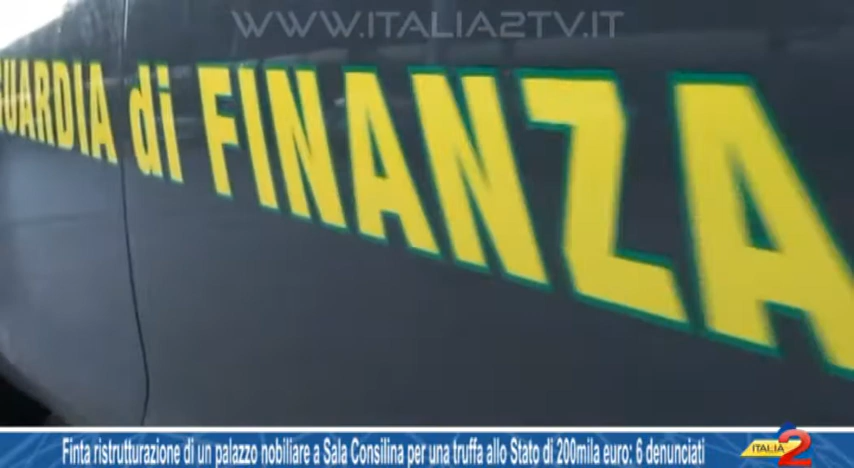 WWW.ITALIA2TV.IT
GUARDIA di FINANZA
Finta ristrutturazione di un palazzo nobiliare a Sala Consilina per una truffa allo Stato di 200mila euro: 6 denunciati
ITALIA 2